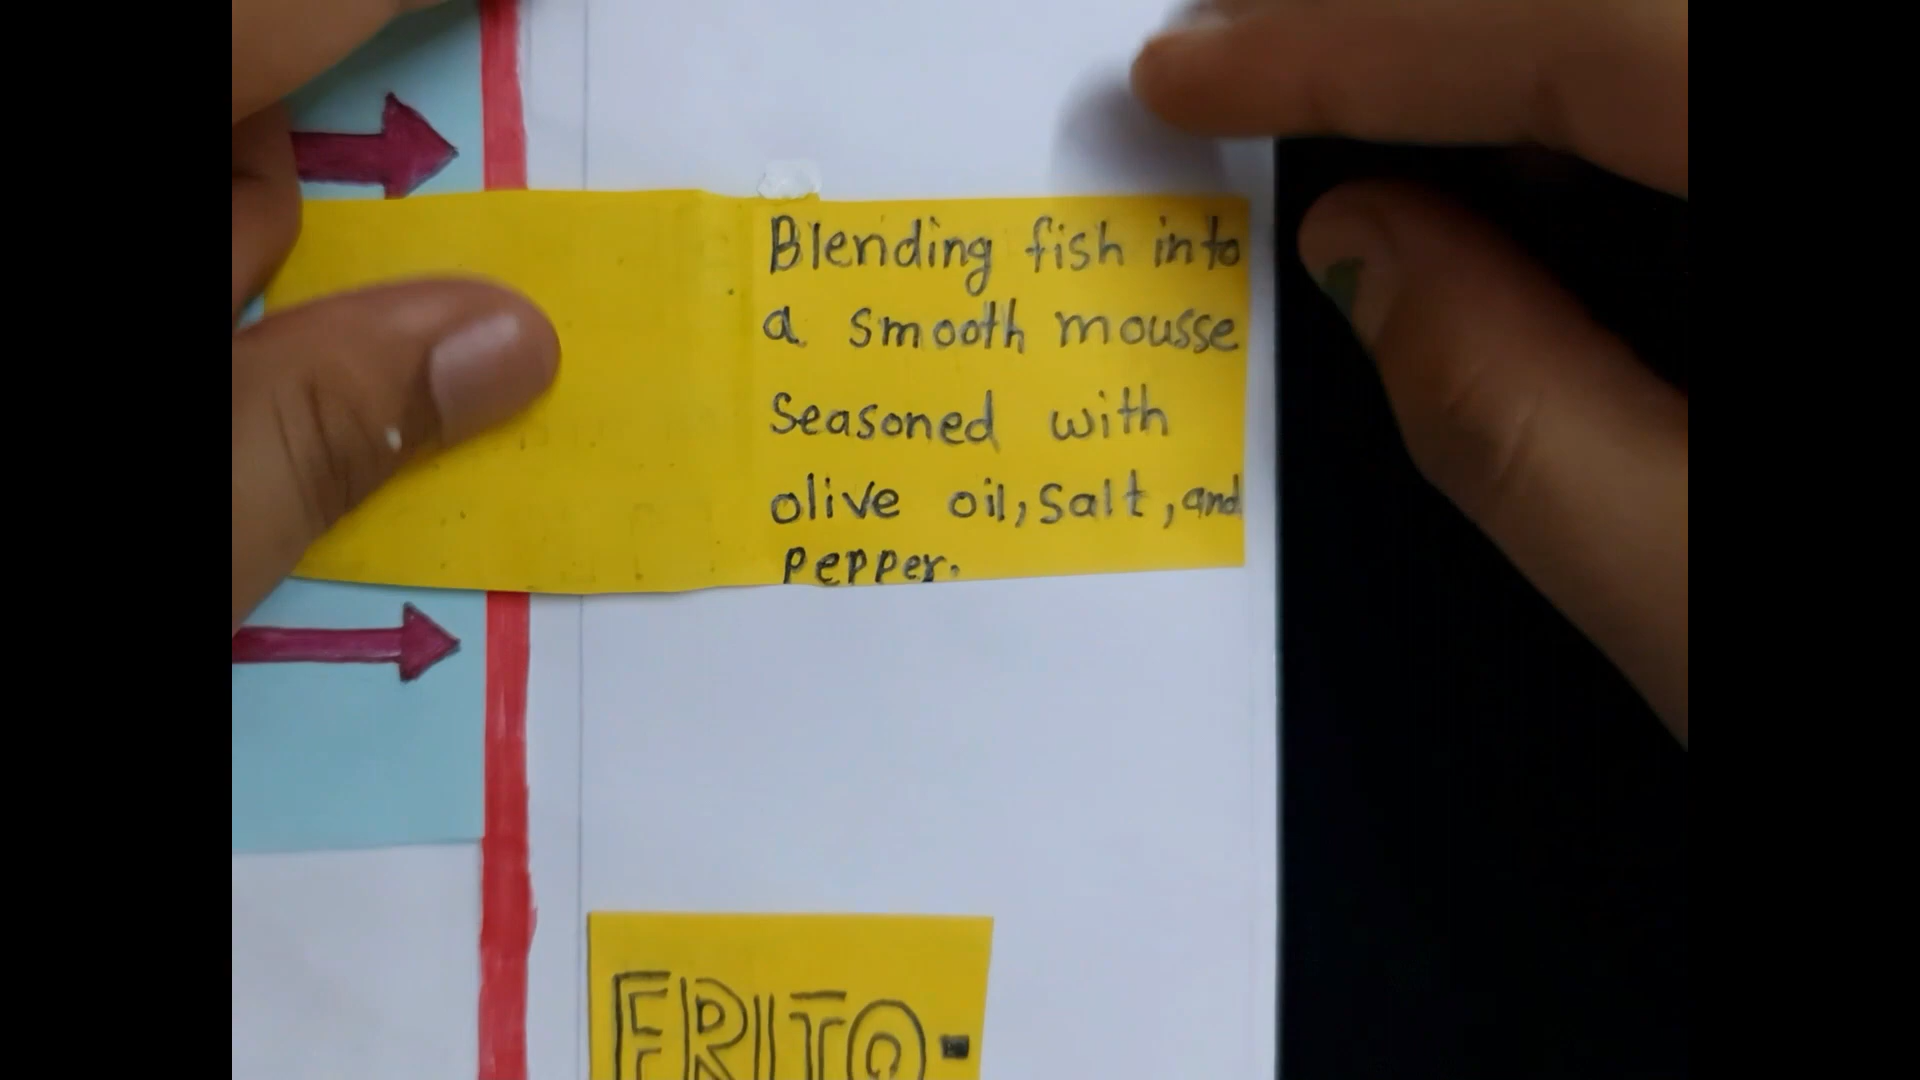 Blending fish into
a smooth mousse
Seasoned with
olive oil, Salt, and
pepper.
FRITO-